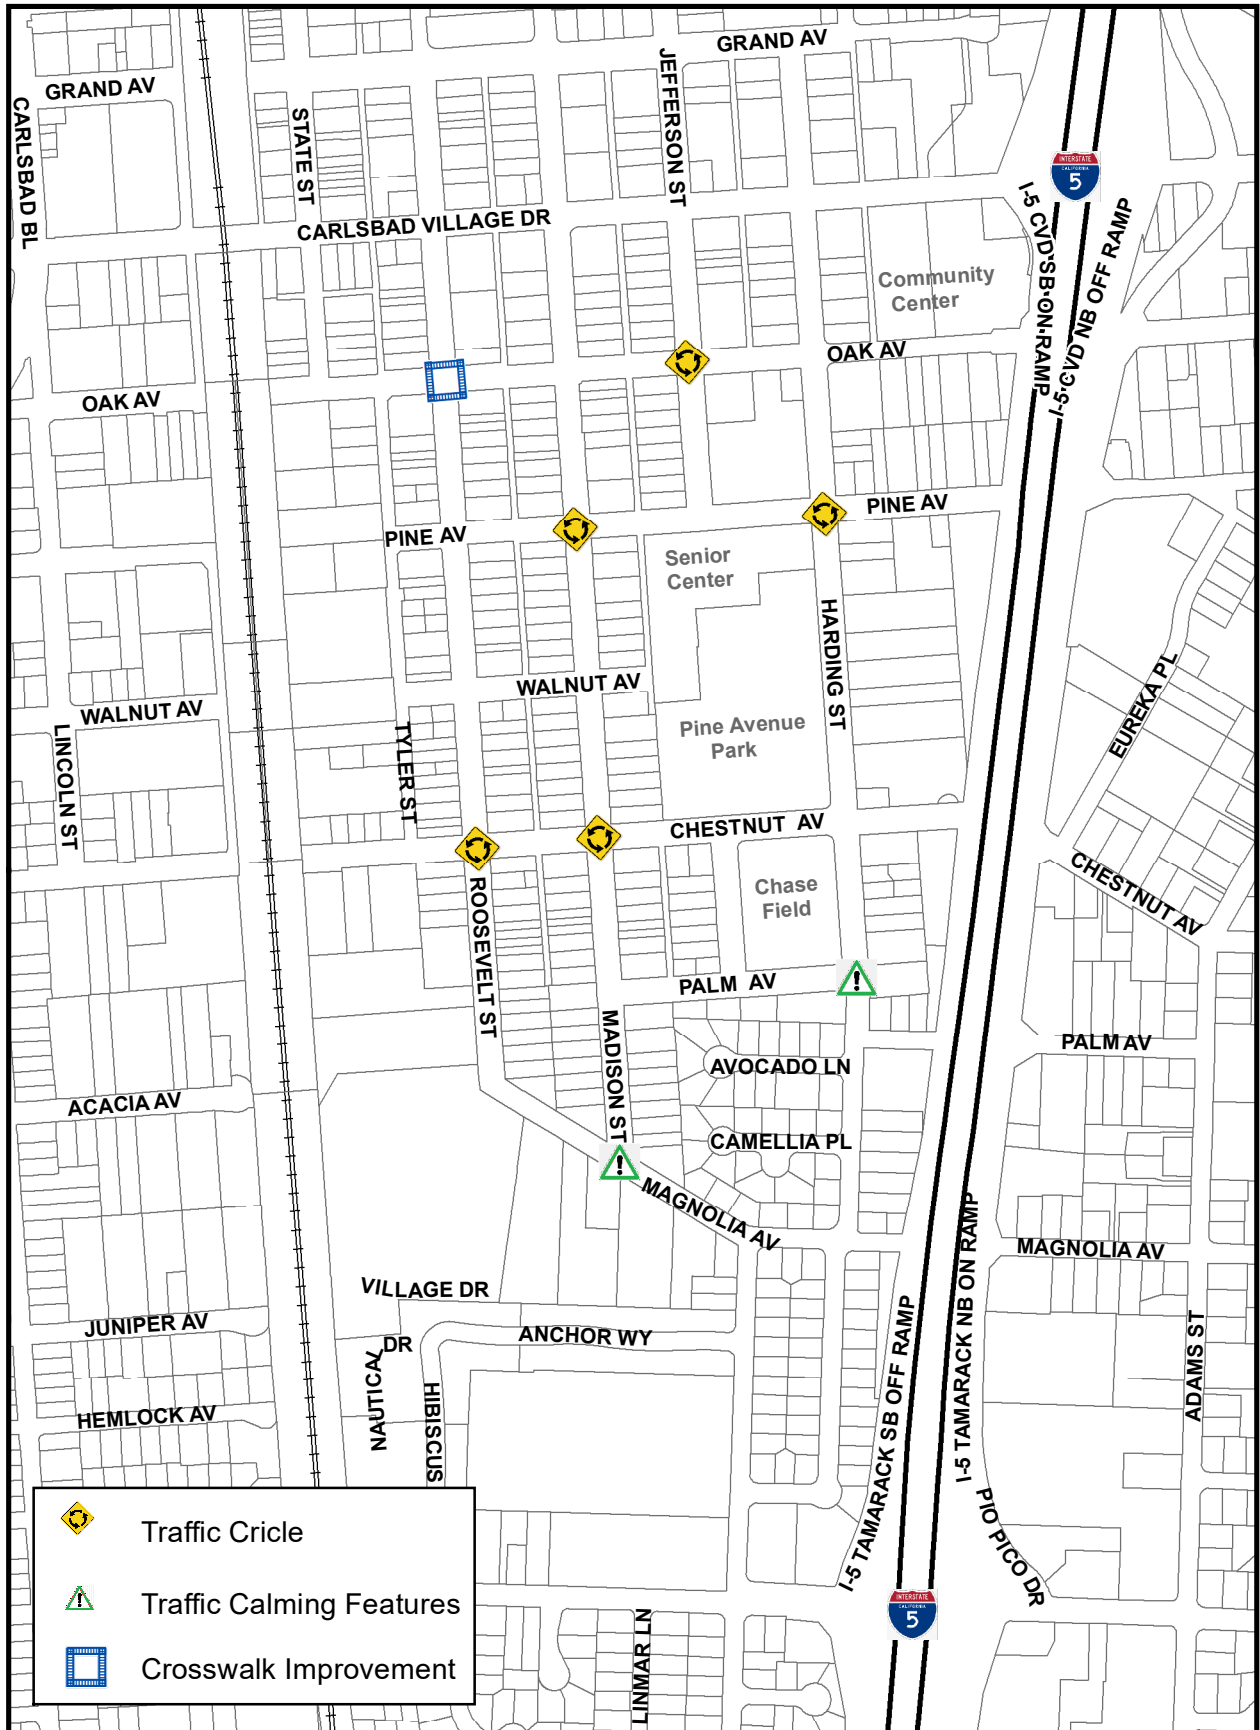 GRAND AV
GRAND AV
JEFFERSON ST
CARLSBAD BL
STATE ST
INTERSTATE
CALIFORNIA
5
I-5 CVD SB ON RAMP
I-5 CVD NB OFF RAMP
CARLSBAD VILLAGE DR
Community
Center
OAK AV
OAK AV
PINE AV
PINE AV
Senior
Center
HARDING ST
EUREKA PL
WALNUT AV
WALNUT AV
LINCOLN ST
TYLER ST
Pine Avenue
Park
CHESTNUT AV
CHESTNUT AV
Chase
Field
ROOSEVELT ST
PALM AV
MADISON ST
PALM AV
AVOCADO LN
ACACIA AV
CAMELLIA PL
MAGNOLIA AV
MAGNOLIA AV
I-5 TAMARACK NB ON RAMP
VILLAGE DR
I-5 TAMARACK SB OFF RAMP
JUNIPER AV
ANCHOR WY
NAUTICAL DR
ADAMS ST
HIBISCUS
HEMLOCK AV
PIO PICO DR
INTERSTATE
CALIFORNIA
5
LINMAR LN
Traffic Cricle
Traffic Calming Features
Crosswalk Improvement